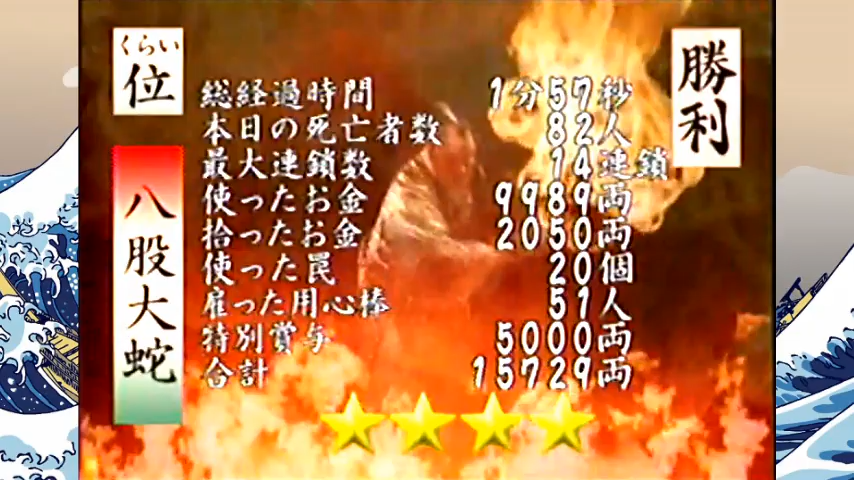 くらい
位
八股大蛇
勝利
総経過時間 1分57秒
本日の死亡者数 82人
最大連鎖数 14連鎖
使ったお金 9989両
拾ったお金 2050両
使った罠 20個
雇った用心棒 51人
特別賞与 5000両
合計 15729両